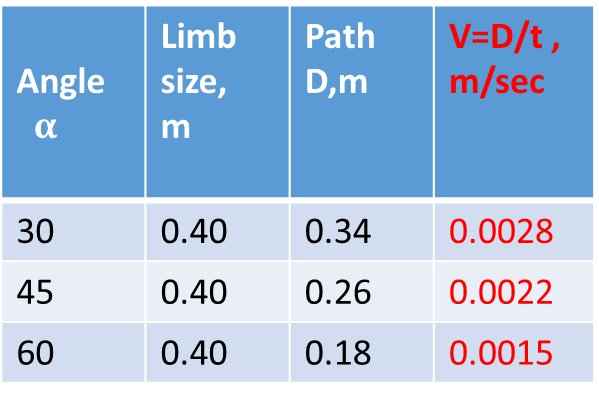 Angle α
Limb size, m
Path D,m
V=D/t , m/sec
30 0.40 0.34 0.0028
45 0.40 0.26 0.0022
60 0.40 0.18 0.0015